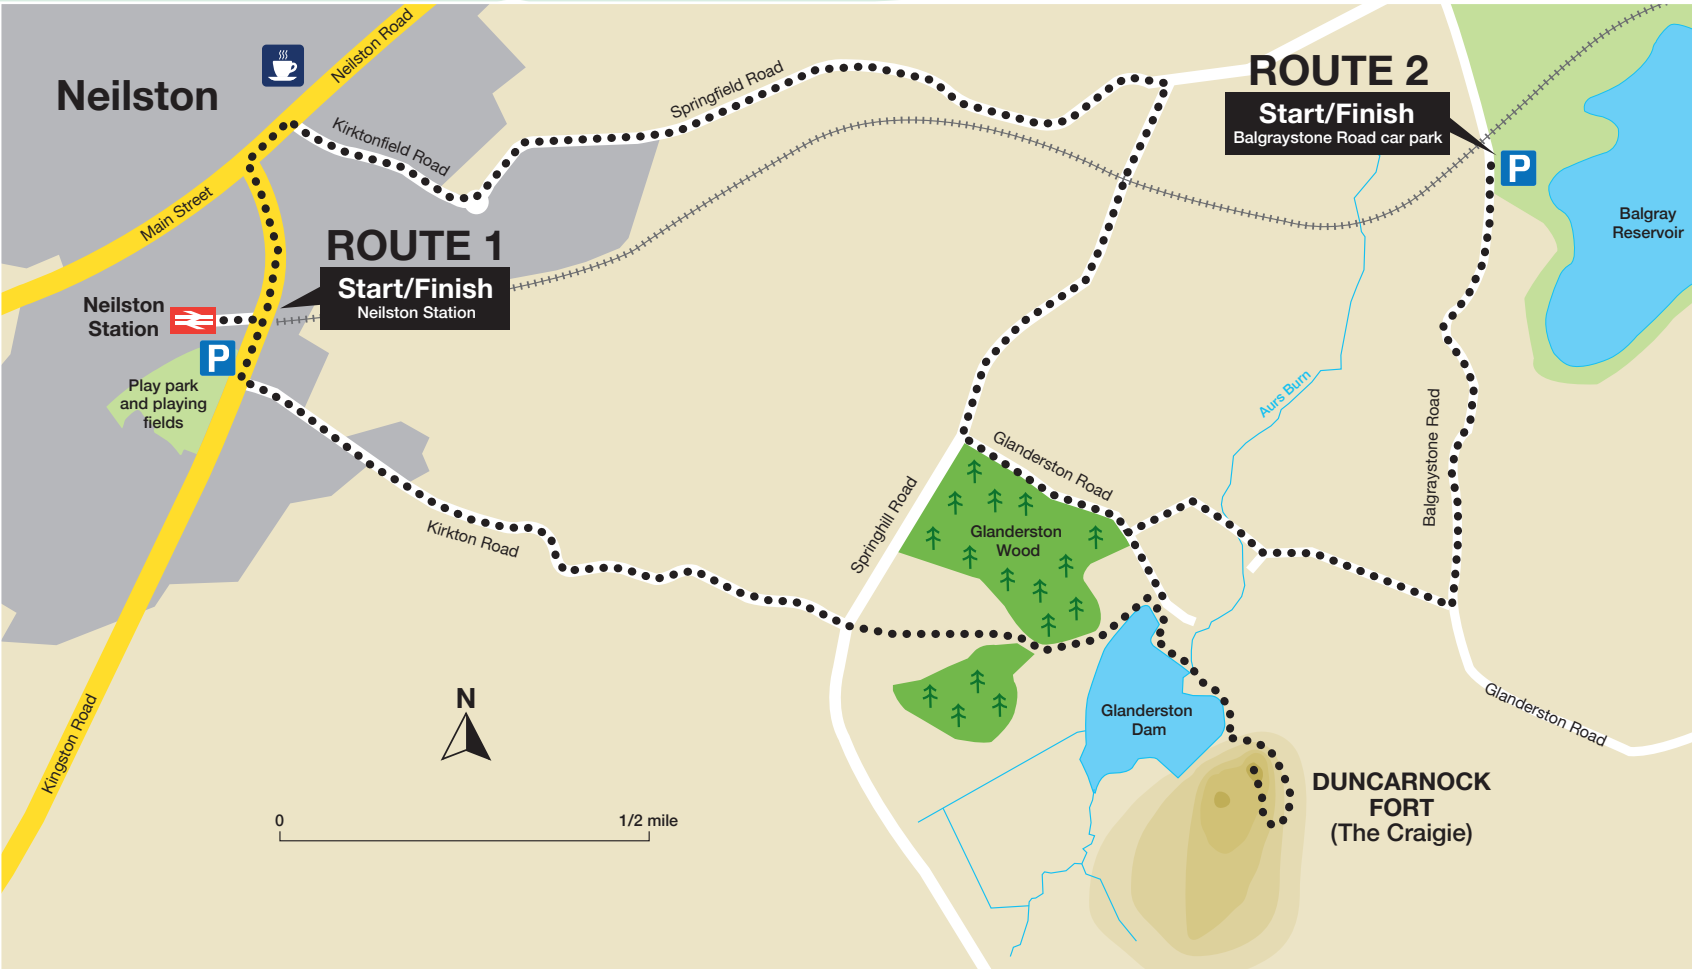 Neilston
Neilston Road
Kirktonfield Road
Springfield Road
ROUTE 2
Start/Finish
Balgraystone Road car park
P
Balgray
Reservoir
Main Street
ROUTE 1
Start/Finish
Neilston Station
Neilston
Station
P
Play park
and playing
fields
Aurs Burn
Balgraystone Road
Glanderston Road
Springhill Road
Glanderston
Wood
Kirkton Road
Kingston Road
N
0
1/2 mile
Glanderston
Dam
Glanderston Road
DUNCARNOCK
FORT
(The Craigie)